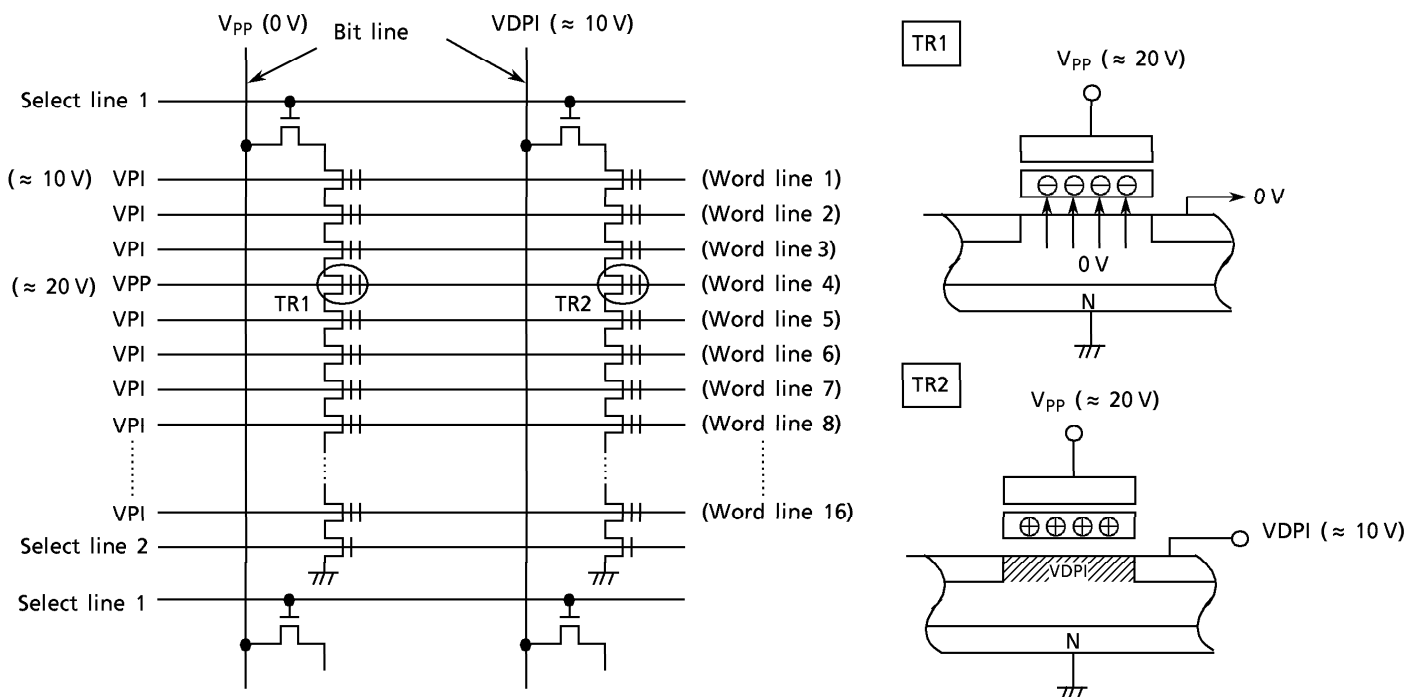 VPP (0 V) Bit line VDPI (≈ 10 V)
Select line 1
(≈ 10 V) VPI (Word line 1)
VPI (Word line 2)
VPI (Word line 3)
(≈ 20 V) VPP (Word line 4)
TR1 TR2
VPI (Word line 5)
VPI (Word line 6)
VPI (Word line 7)
VPI (Word line 8)
VPI (Word line 16)
Select line 2
Select line 1
TR1
VPP (≈ 20 V)
⊖ ⊖ ⊖ ⊖
0 V
0 V
N
TR2
VPP (≈ 20 V)
⊕ ⊕ ⊕ ⊕
VDPI (≈ 10 V)
VDPI
N